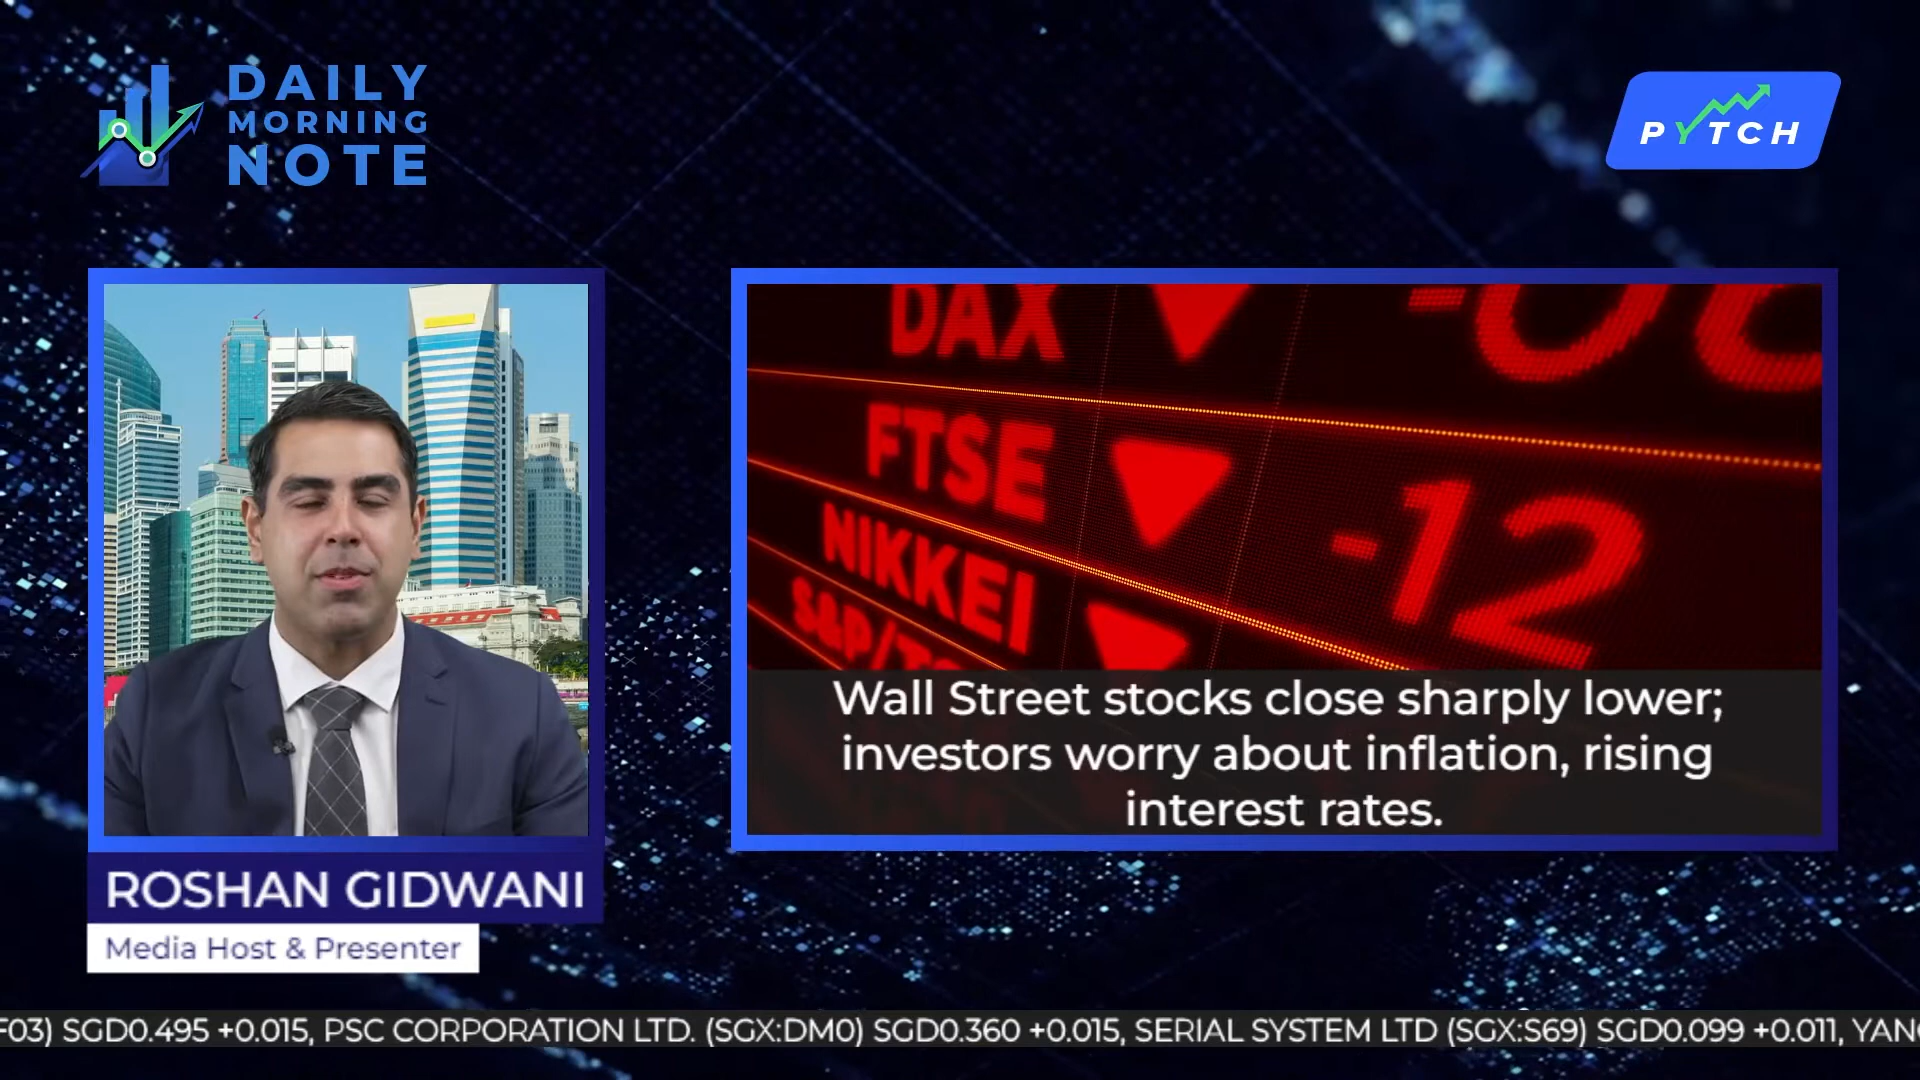 DAILY
MORNING
NOTE
PYTCH
DAX
FTSE
-12
NIKKEI
Wall Street stocks close sharply lower;
investors worry about inflation, rising
interest rates.
ROSHAN GIDWANI
Media Host & Presenter
F03) SGD0.495 +0.015, PSC CORPORATION LTD. (SGX:DM0) SGD0.360 +0.015, SERIAL SYSTEM LTD (SGX:S69) SGD0.099 +0.011,